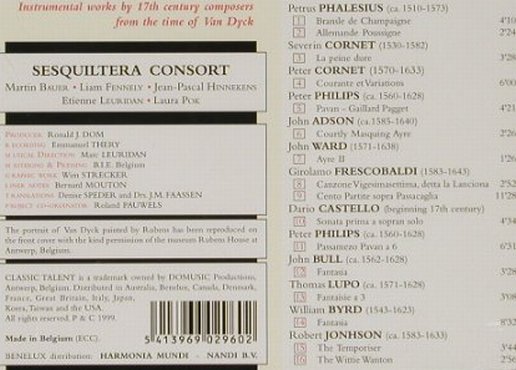 Instrumental works by 17th century composers
from the time of Van Dyck
SESQUILTERA CONSORT
Martin BAUER • Liam FENNELY • Jean-Pascal HINNEKENS
Etienne LEURIDAN • Laura POK
PRODUCER Ronald J. DOM
RECORDING Emmanuel THERY
MUSICAL DIRECTION Marc LEURIDAN
MASTERING & PRESSING B.I.E. Belgium
GRAPHIC WORK Wim STRECKER
LINER NOTES Bernard MOUTON
TRANSLATIONS Denise SPEDER and Drs. J.M. FAASSEN
PROJECT CO-ORDINATOR Roland PAUWELS
The portrait of Van Dyck painted by Rubens has been reproduced on
the front cover with the kind permission of the museum Rubens House at
Antwerp, Belgium.
CLASSIC TALENT is a trademark owned by DOMUSIC Productions,
Antwerp, Belgium. Distributed in Australia, Benelux, Canada, Denmark,
France, Great Britain, Italy, Japan,
Korea, Taiwan and the USA.
All rights reserved. P & C 1999.
Made in Belgium (ECC).
5 413969 029602
BENELUX distribution: HARMONIA MUNDI - NANDI B.V.
Petrus PHALESIUS (ca. 1510-1573)
1 Bransle de Champaigne 4'10
2 Allemande Poussigne 2'24
Severin CORNET (1530-1582)
3 La peine dure 3'28
Peter CORNET (1570-1633)
4 Courante et Variations 6'00
Peter PHILIPS (1560-1628)
5 Pavan - Gaillard Pagget 4'21
John ADSON (ca.1585-1640)
6 Courtly Masquing Ayre 2'26
John WARD (1571-1638)
7 Ayre II 1'26
Girolamo FRESCOBALDI (1583-1643)
8 Canzone Vigesimasettima, detta la Lanciona 2'52
9 Cento Partite sopra Passacaglia 11'28
Dario CASTELLO (beginning 17th century)
10 Sonata prima a sopran solo 4'34
Peter PHILIPS (ca. 1560-1628)
11 Passamezo Pavan a 6 6'31
John BULL (ca. 1562-1628)
12 Fantasia 3'28
Thomas LUPO (ca. 1571-1628)
13 Fantaisie a 3 3'08
William BYRD (1543-1623)
14 Fantasia 8'32
Robert JONHSON (ca. 1583-1633)
15 The Temporiser 3'44
16 The Wittie Wanton 2'56